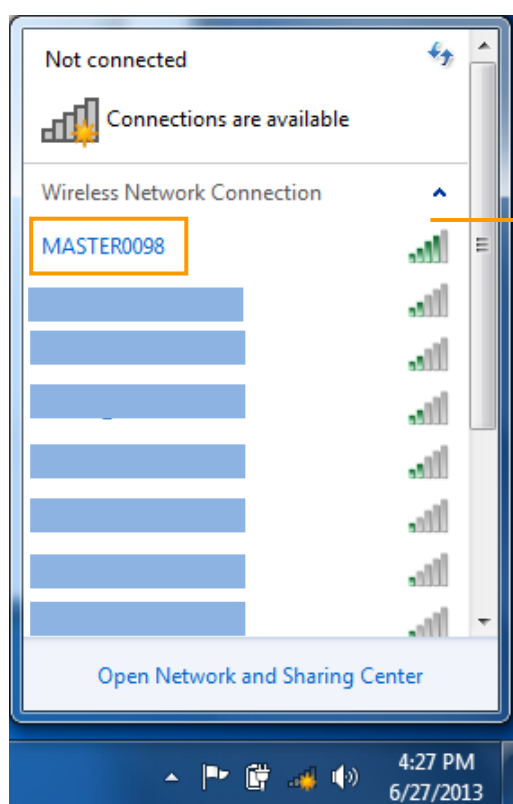 Not connected
Connections are available
Wireless Network Connection
MASTER0098
Open Network and Sharing Center
4:27 PM
6/27/2013